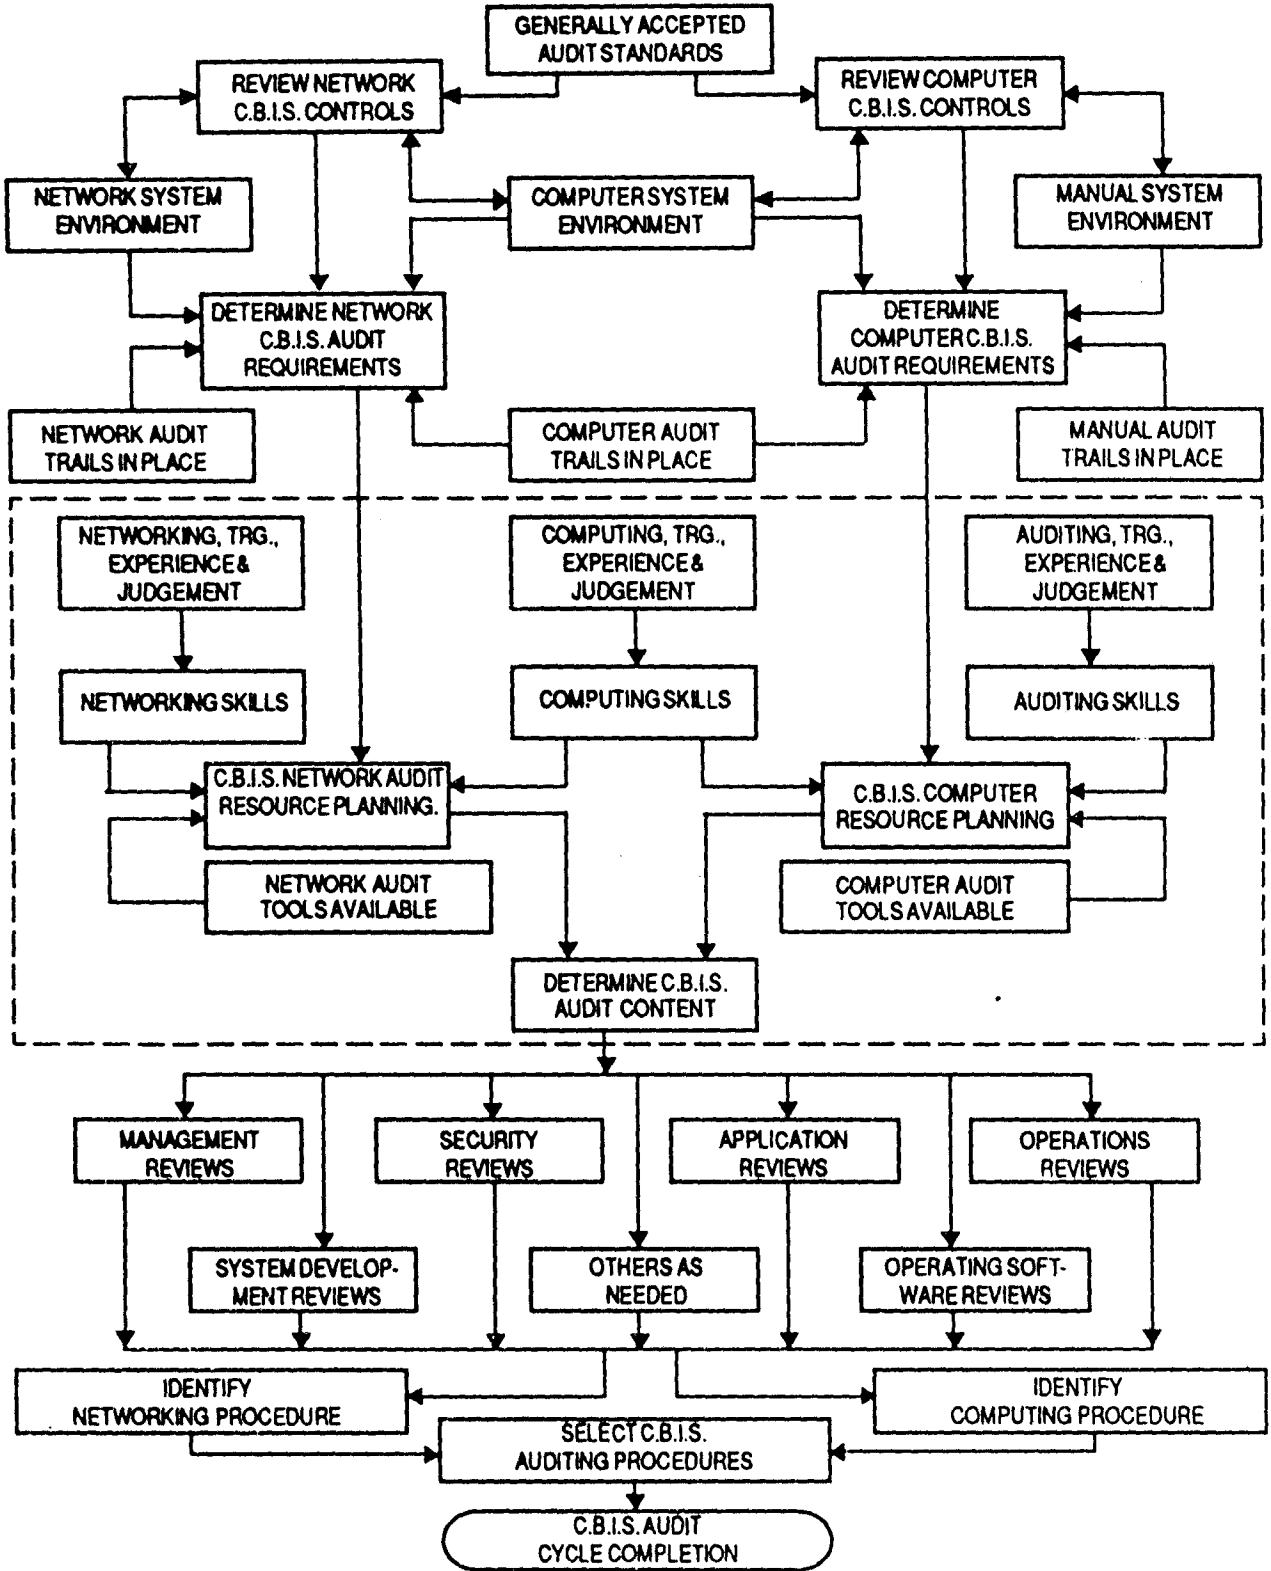 GENERALLY ACCEPTED
AUDIT STANDARDS
REVIEW NETWORK
C.B.I.S. CONTROLS
REVIEW COMPUTER
C.B.I.S. CONTROLS
NETWORK SYSTEM
ENVIRONMENT
COMPUTER SYSTEM
ENVIRONMENT
MANUAL SYSTEM
ENVIRONMENT
DETERMINE NETWORK
C.B.I.S. AUDIT
REQUIREMENTS
DETERMINE
COMPUTER C.B.I.S.
AUDIT REQUIREMENTS
NETWORK AUDIT
TRAILS IN PLACE
COMPUTER AUDIT
TRAILS IN PLACE
MANUAL AUDIT
TRAILS IN PLACE
NETWORKING, TRG.,
EXPERIENCE &
JUDGEMENT
COMPUTING, TRG.,
EXPERIENCE &
JUDGEMENT
AUDITING, TRG.,
EXPERIENCE &
JUDGEMENT
NETWORKING SKILLS
COMPUTING SKILLS
AUDITING SKILLS
C.B.I.S. NETWORK AUDIT
RESOURCE PLANNING.
C.B.I.S. COMPUTER
RESOURCE PLANNING
NETWORK AUDIT
TOOLS AVAILABLE
COMPUTER AUDIT
TOOLS AVAILABLE
DETERMINE C.B.I.S.
AUDIT CONTENT
MANAGEMENT
REVIEWS
SECURITY
REVIEWS
APPLICATION
REVIEWS
OPERATIONS
REVIEWS
SYSTEM DEVELOP-
MENT REVIEWS
OTHERS AS
NEEDED
OPERATING SOFT-
WARE REVIEWS
IDENTIFY
NETWORKING PROCEDURE
IDENTIFY
COMPUTING PROCEDURE
SELECT C.B.I.S.
AUDITING PROCEDURES
C.B.I.S. AUDIT
CYCLE COMPLETION